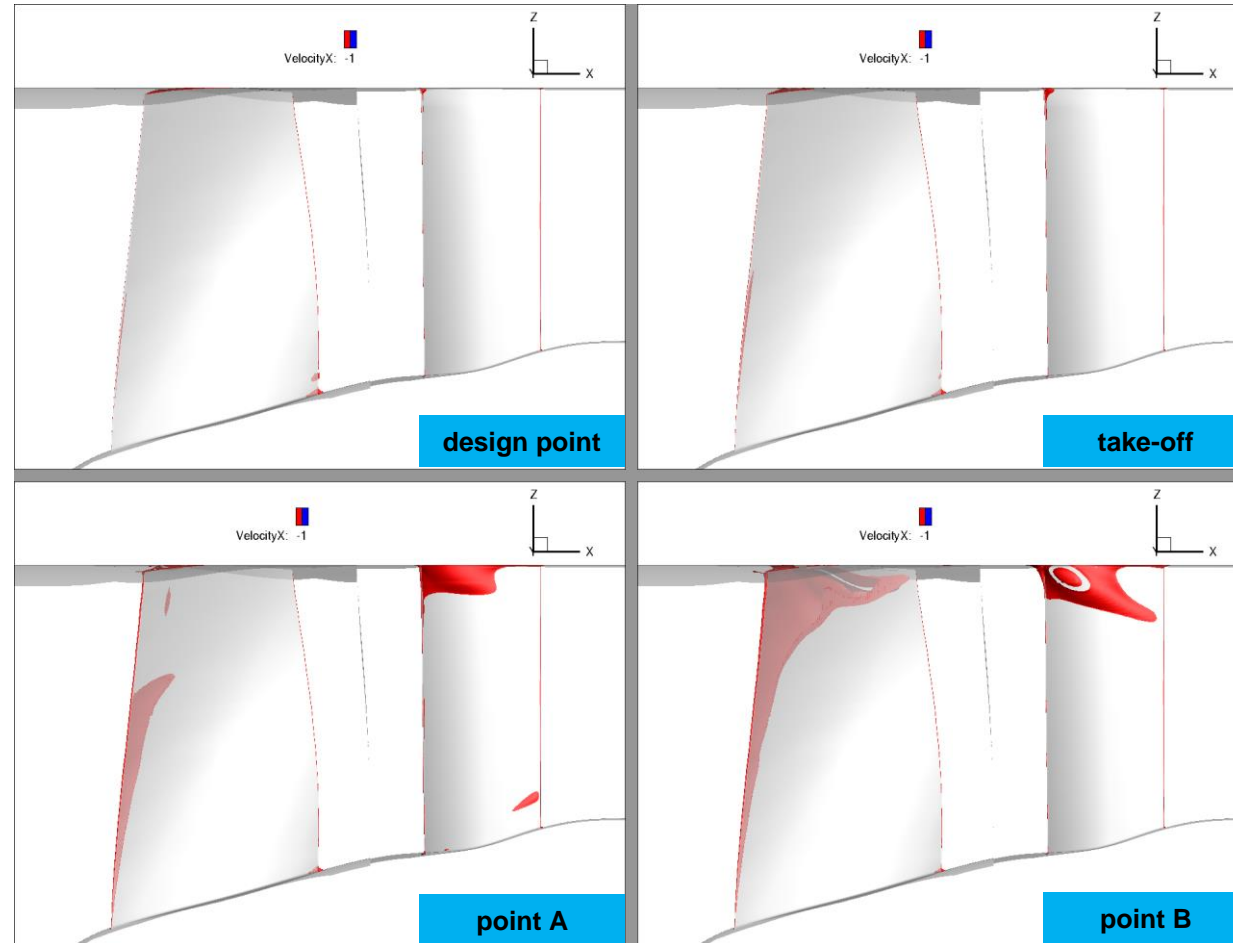 Z
VelocityX: -1
Y X
design point
Z
VelocityX: -1
Y X
take-off
Z
VelocityX: -1
Y X
point A
Z
VelocityX: -1
Y X
point B